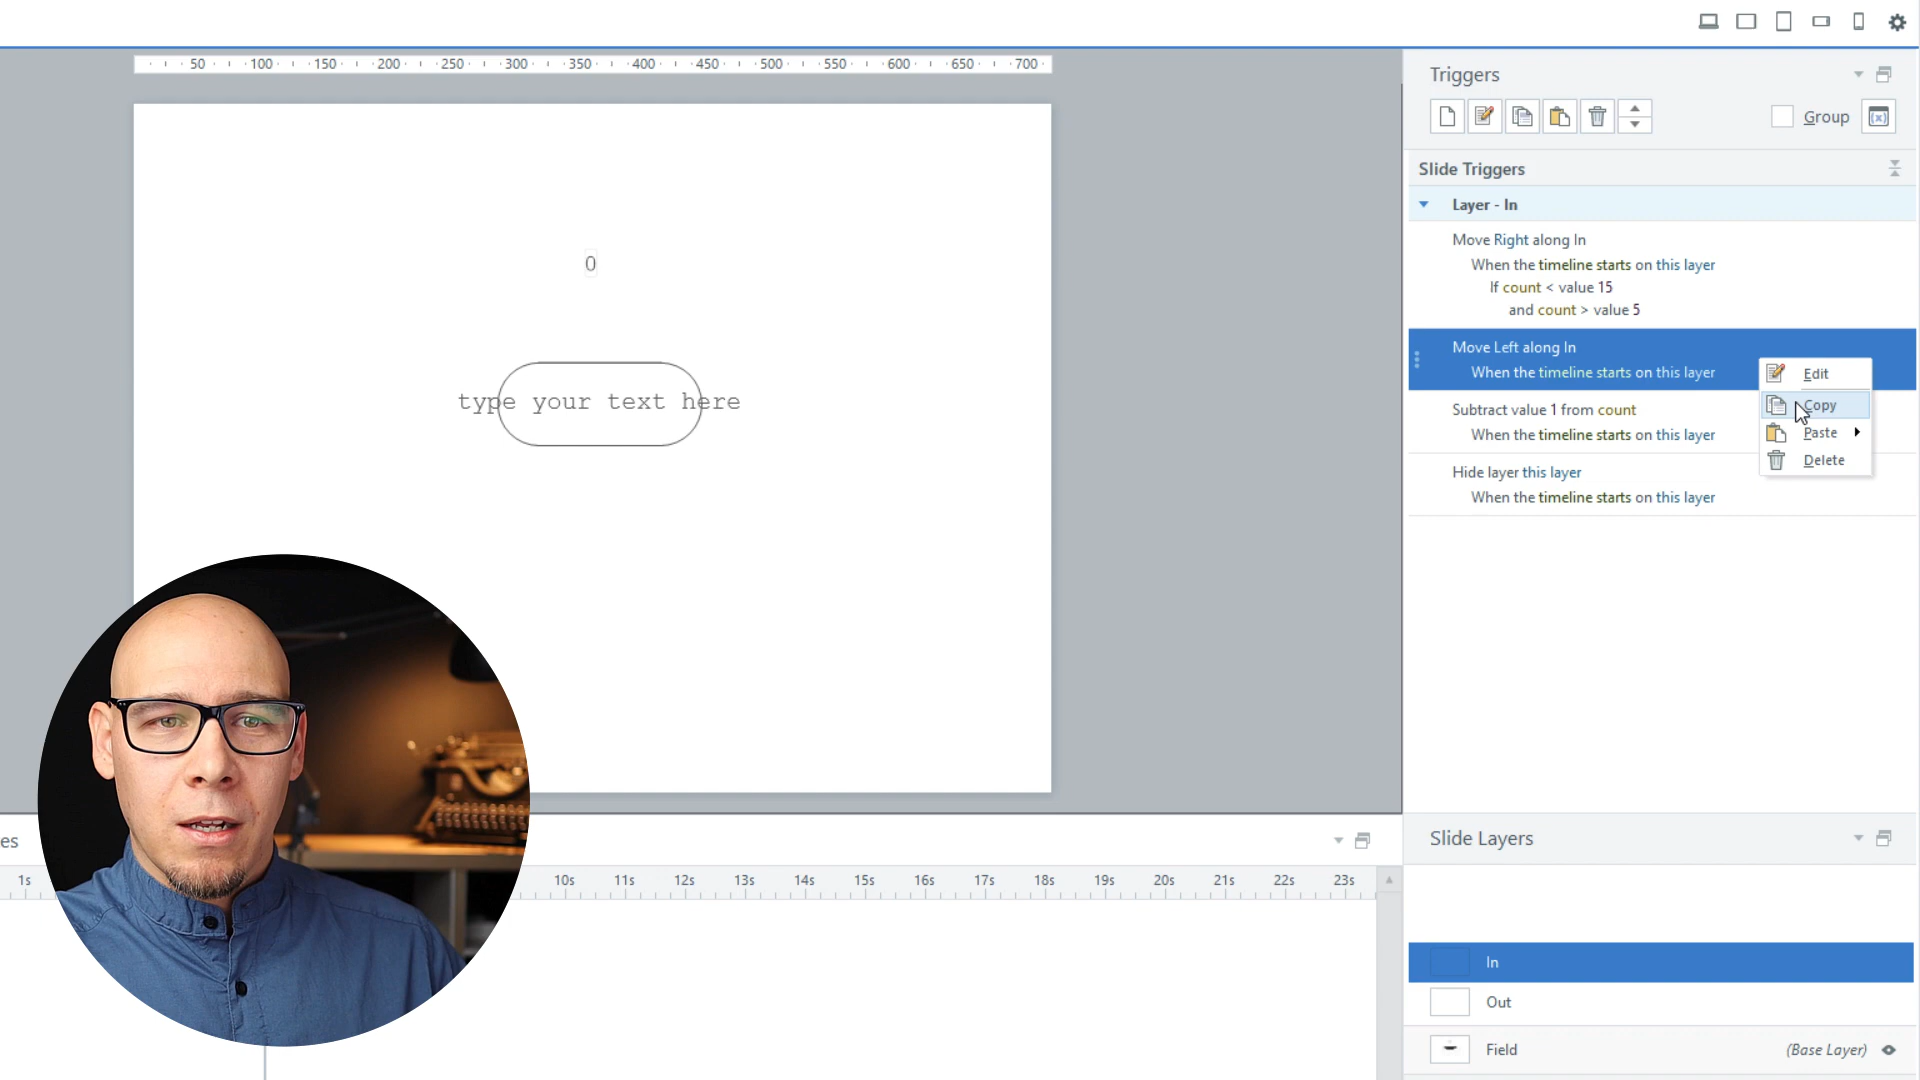 50 100 150 200 250 300 350 400 450 500 550 600 650 700
0
type your text here
Triggers
Group
(x)
Slide Triggers
Layer - In
Move Right along In
When the timeline starts on this layer
If count < value 15
and count > value 5
Move Left along In
When the timeline starts on this layer
Subtract value 1 from count
When the timeline starts on this layer
Hide layer this layer
When the timeline starts on this layer
Edit
Copy
Paste
Delete
es
1s 10s 11s 12s 13s 14s 15s 16s 17s 18s 19s 20s 21s 22s 23s
Slide Layers
In
Out
Field (Base Layer)